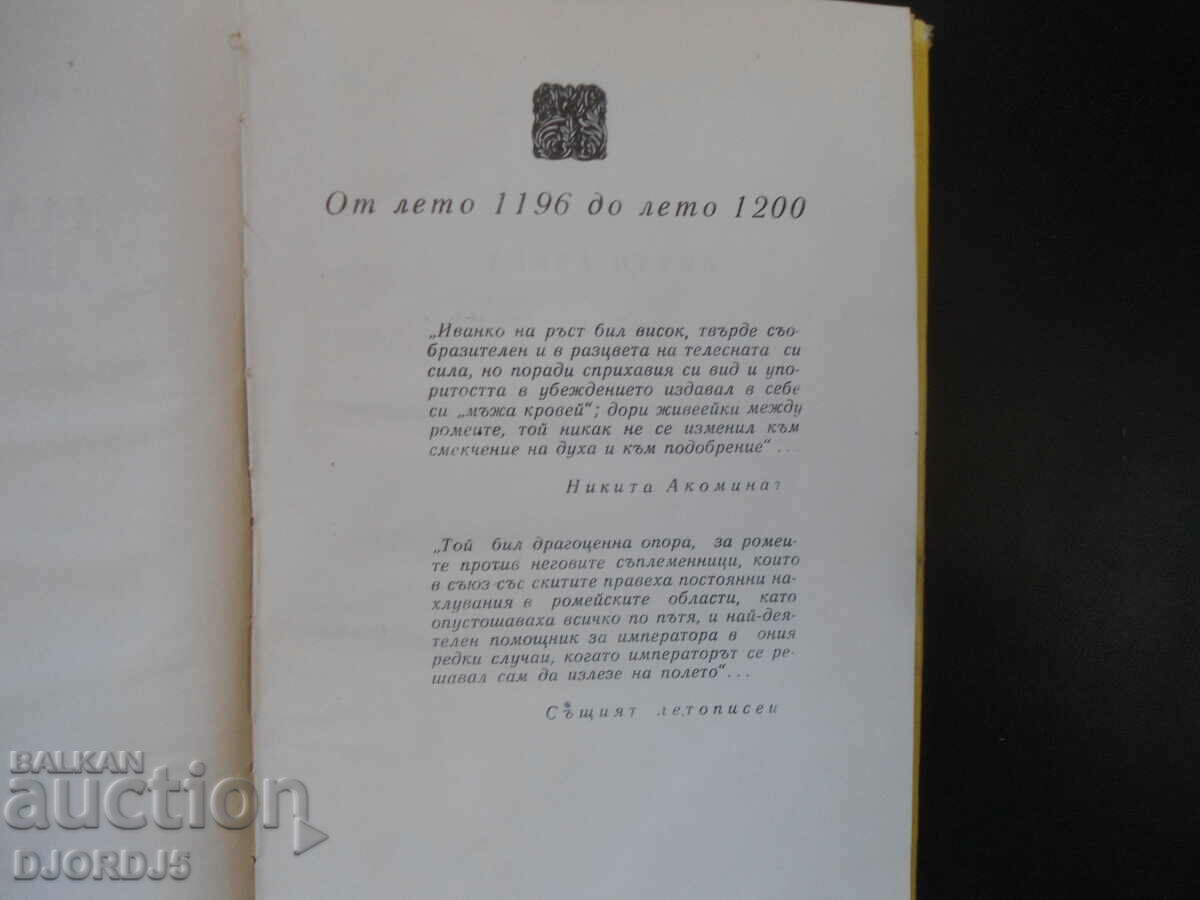 От лето 1196 до лето 1200
„Иванко на ръст бил висок, твърде съо-
бразителен и в разцвета на телесната си
сила, но поради сприхавия си вид и упо-
ритостта в убеждението издавал в себе
си „мъжа кровей“; дори живеейки между
ромеите, той никак не се изменил към
смекчение на духа и към подобрение“...
Никита Акоминат
„Той бил драгоценна опора, за ромеи-
те против неговите съплеменници, които
в съюз със скитите правеха постоянни на-
хлувания в ромейските области, като
опустошаваха всичко по пътя, и най-дея-
телен помощник за императора в ония
редки случаи, когато императорът се ре-
шавал сам да излезе на полето“...
Същият летописец
BALKAN
auction
DJORDJ5